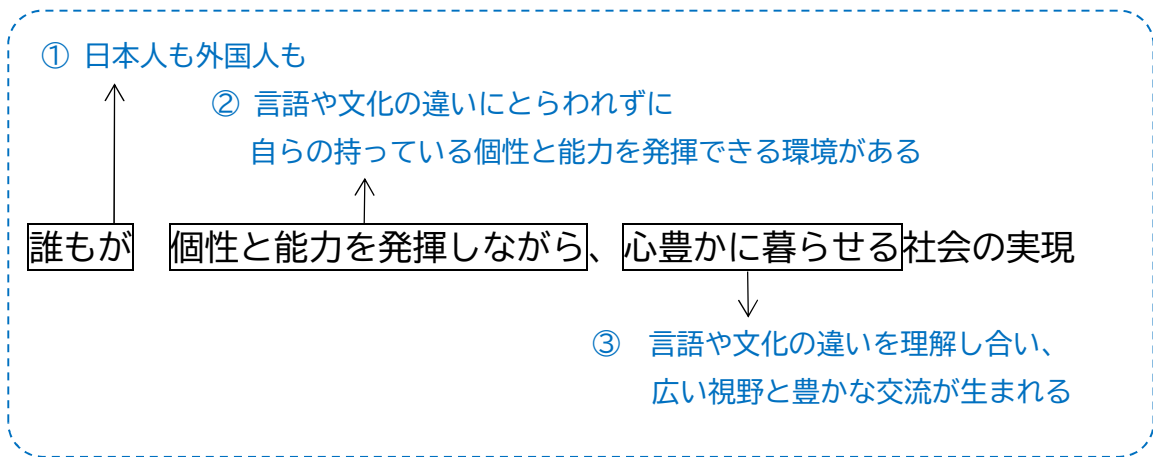 ① 日本人も外国人も
② 言語や文化の違いにとらわれずに
自らの持っている個性と能力を発揮できる環境がある
誰もが 個性と能力を発揮しながら、心豊かに暮らせる社会の実現
③ 言語や文化の違いを理解し合い、
広い視野と豊かな交流が生まれる